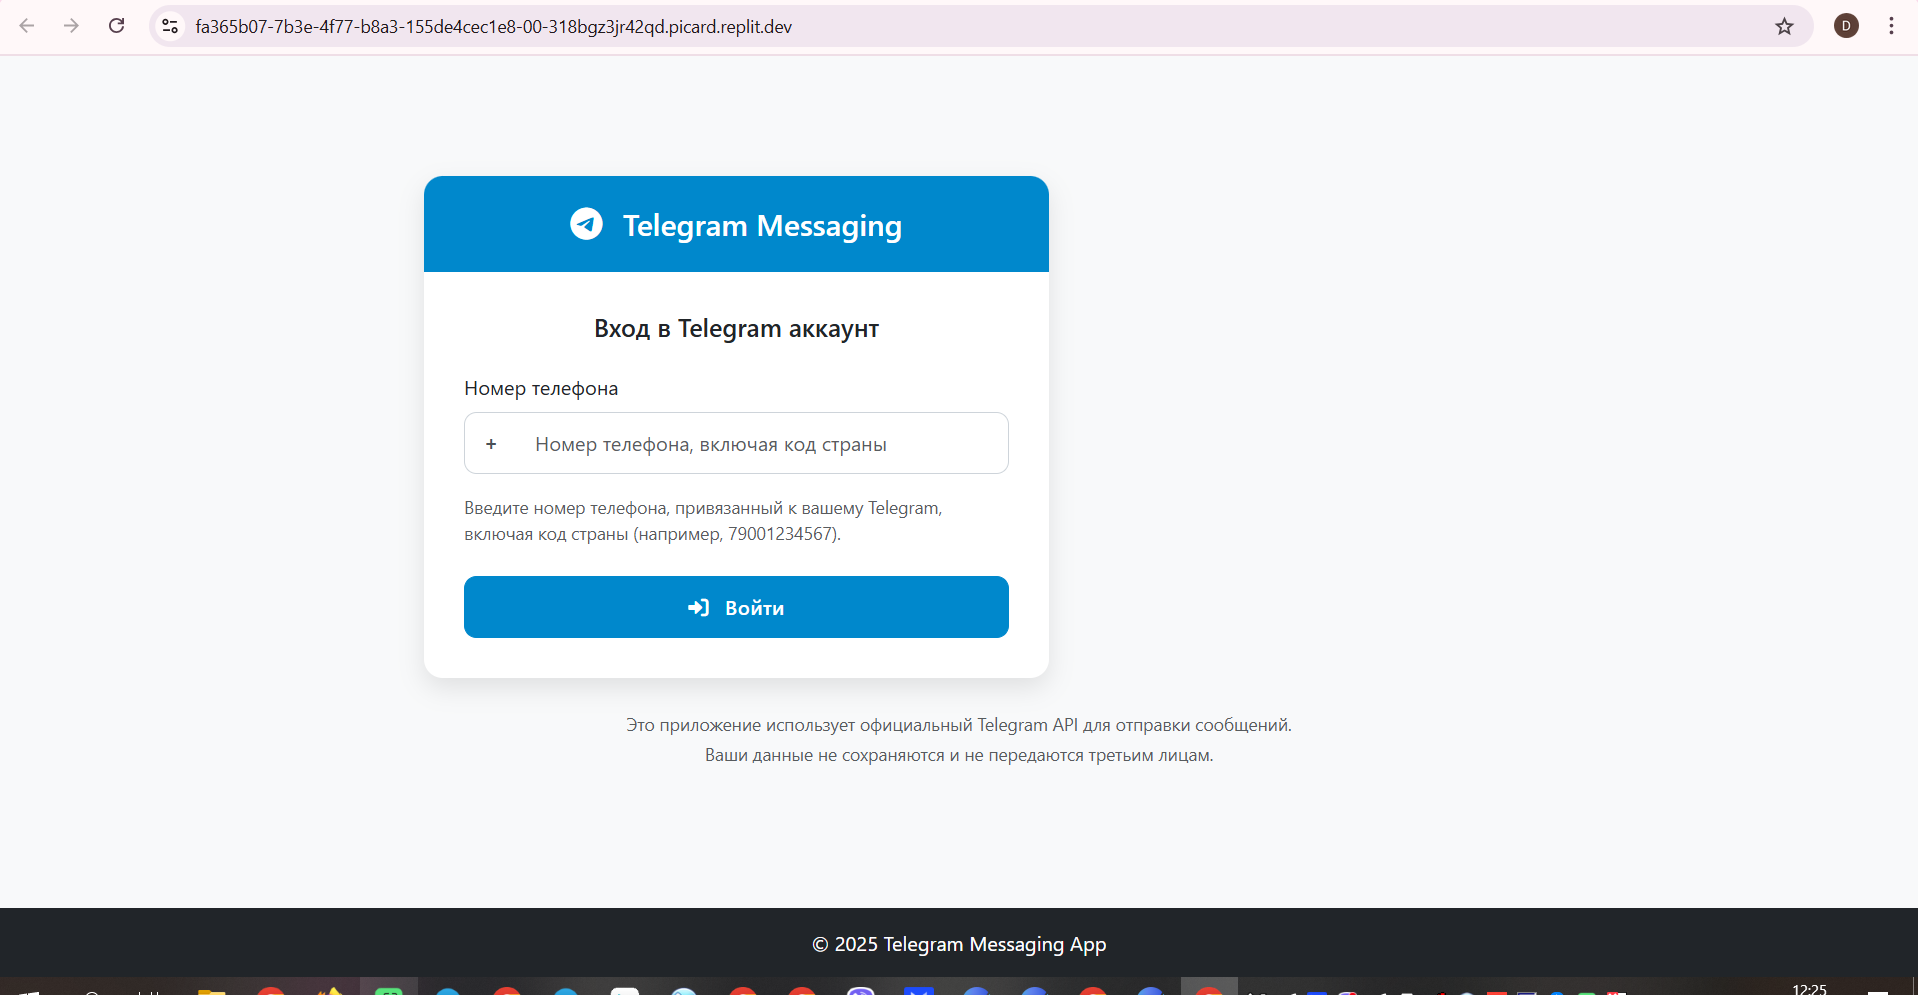 fa365b07-7b3e-4f77-b8a3-155de4cec1e8-00-318bgz3jr42qd.picard.replit.dev
D
Telegram Messaging
Вход в Telegram аккаунт
Номер телефона
+ Номер телефона, включая код страны
Введите номер телефона, привязанный к вашему Telegram,
включая код страны (например, 79001234567).
Войти
Это приложение использует официальный Telegram API для отправки сообщений.
Ваши данные не сохраняются и не передаются третьим лицам.
© 2025 Telegram Messaging App
12:25